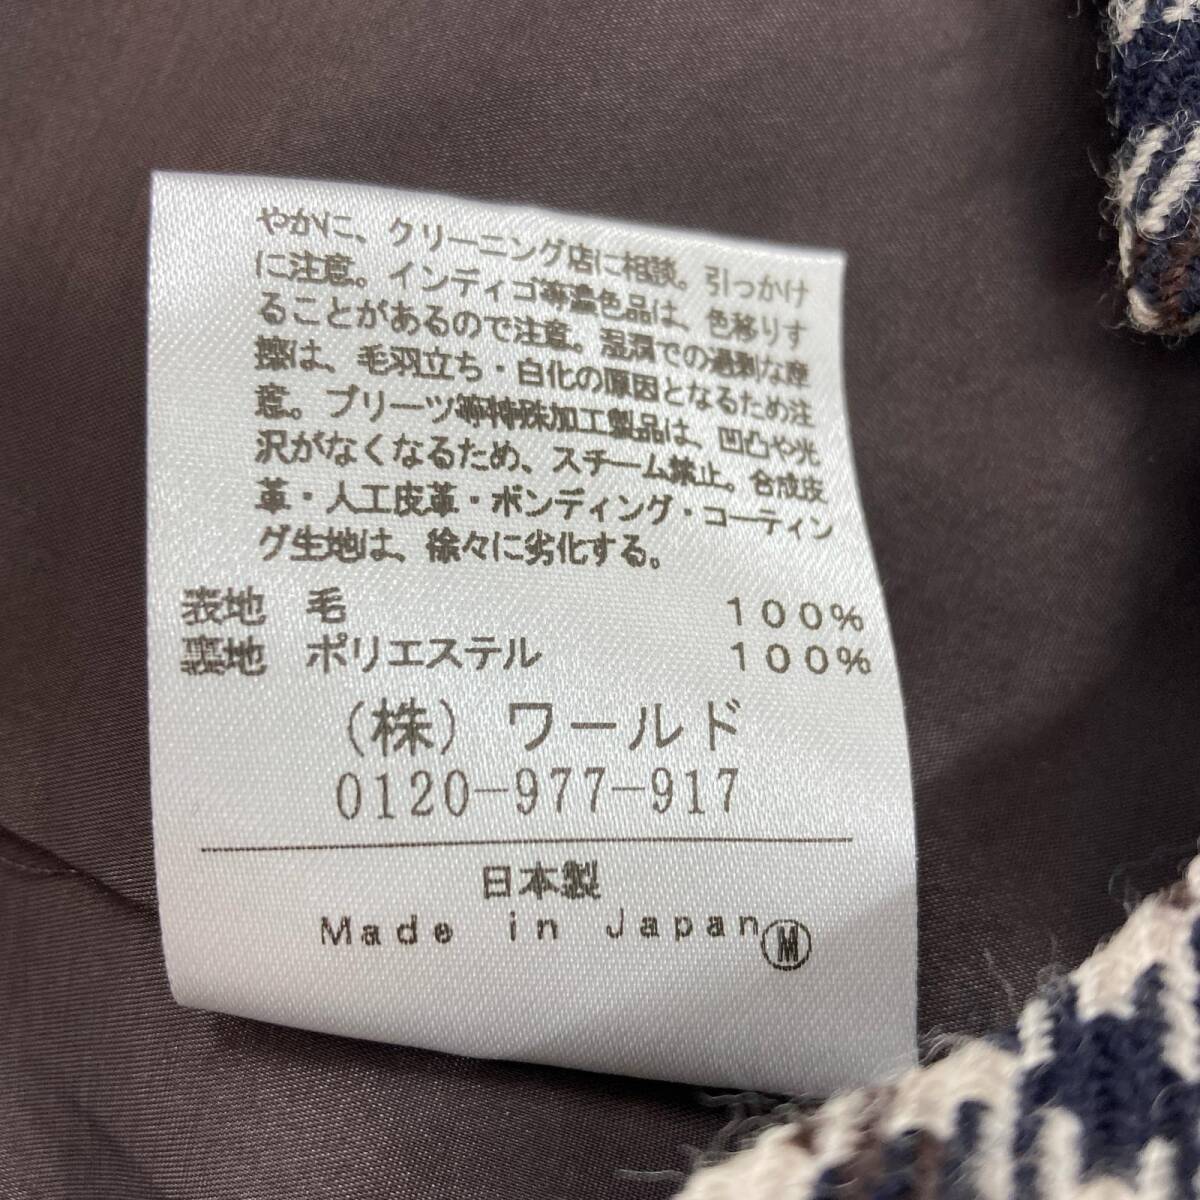 やかに、クリーニング店に相談。引っかけ
に注意。インディゴ等濃色品は、色移りす
ることがあるので注意。湿潤での過剰な摩
擦は、毛羽立ち・白化の原因となるため注
意。プリーツ等特殊加工製品は、凹凸や光
沢がなくなるため、スチーム禁止。合成皮
革・人工皮革・ボンディング・コーティン
グ生地は、徐々に劣化する。
表地 毛 100%
裏地 ポリエステル 100%
(株) ワールド
0120-977-917
日本製
Made in Japan Ⓜ